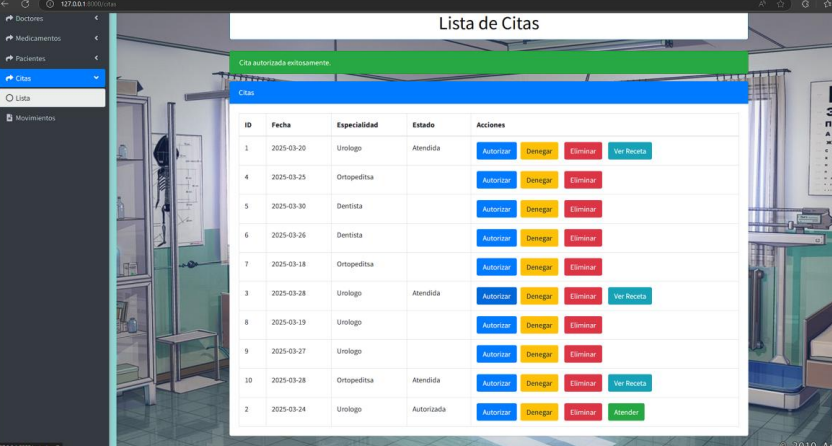 127.0.0.1:8000/citas
Doctores
Medicamentos
Pacientes
Citas
Lista
Movimientos
Lista de Citas
Cita autorizada exitosamente.
Citas
ID Fecha Especialidad Estado Acciones
1 2025-03-20 Urologo Atendida Autorizar Denegar Eliminar Ver Receta
4 2025-03-25 Ortopeditsa Autorizar Denegar Eliminar
5 2025-03-30 Dentista Autorizar Denegar Eliminar
6 2025-03-26 Dentista Autorizar Denegar Eliminar
7 2025-03-18 Ortopeditsa Autorizar Denegar Eliminar
3 2025-03-28 Urologo Atendida Autorizar Denegar Eliminar Ver Receta
8 2025-03-19 Urologo Autorizar Denegar Eliminar
9 2025-03-27 Urologo Autorizar Denegar Eliminar
10 2025-03-28 Ortopeditsa Atendida Autorizar Denegar Eliminar Ver Receta
2 2025-03-24 Urologo Autorizada Autorizar Denegar Eliminar Atender